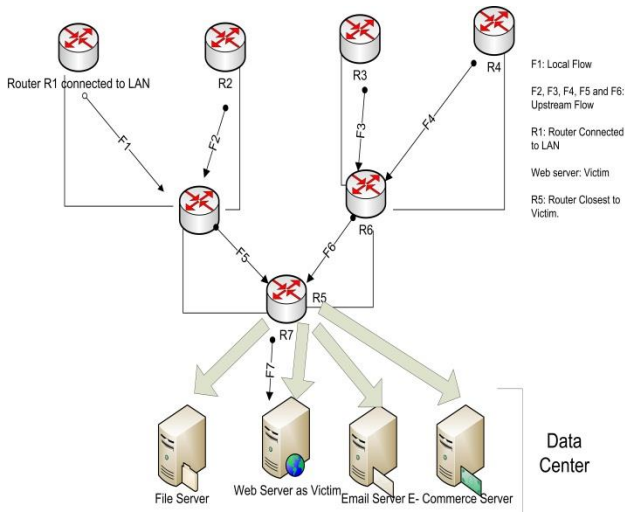 Router R1 connected to LAN
R2
R3
R4
F1
F2
F3
F4
R6
F5
F6
R5
R7
F7
File Server
Web Server as Victim
Email Server
E- Commerce Server
Data
Center
F1: Local Flow
F2, F3, F4, F5 and F6:
Upstream Flow
R1: Router Connected
to LAN
Web server: Victim
R5: Router Closest to
Victim.